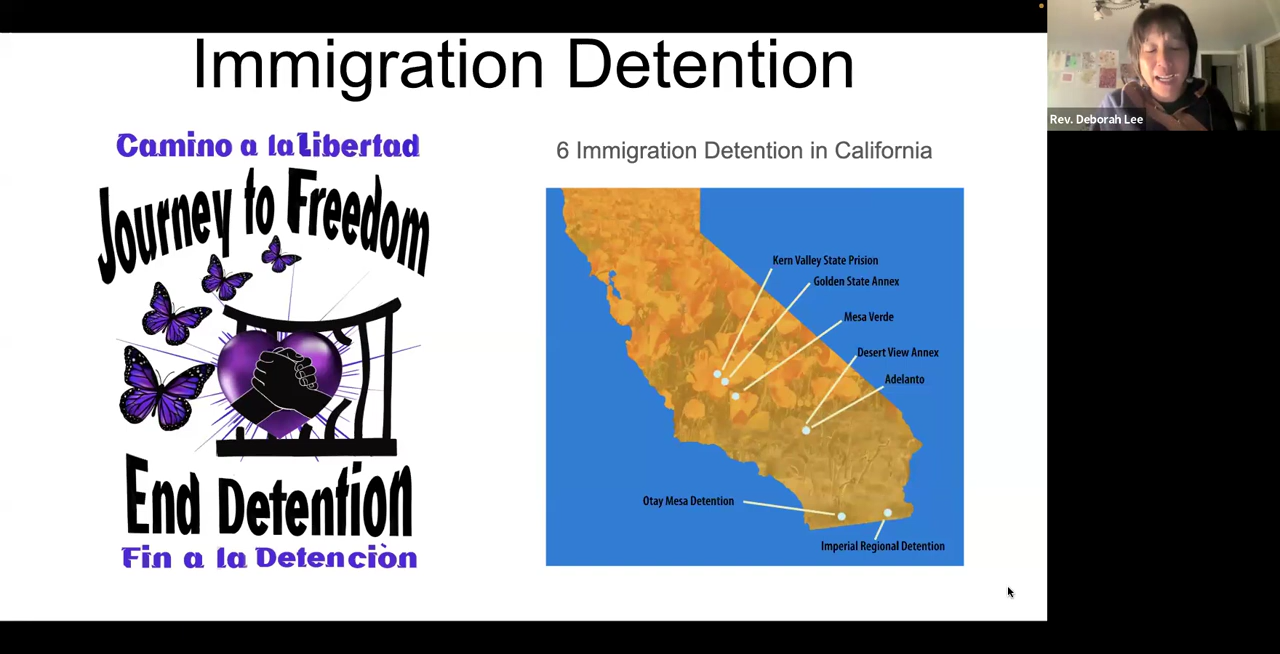 Immigration Detention
Camino a la Libertad
Journey to Freedom
End Detention
Fin a la Detenciòn
6 Immigration Detention in California
Kern Valley State Prision
Golden State Annex
Mesa Verde
Desert View Annex
Adelanto
Otay Mesa Detention
Imperial Regional Detention
Rev. Deborah Lee